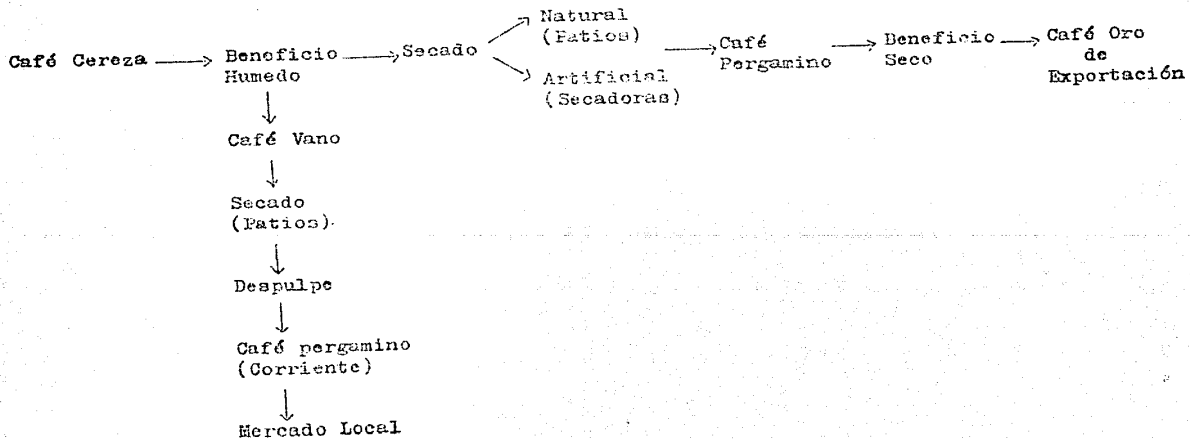 Café Cereza
Beneficio
Humedo
Secado
Natural
(Patios)
Artificial
(Secadoras)
Café
Pergamino
Beneficio
Seco
Café Oro
de
Exportación
Café Vano
Secado
(Patios).
Despulpe
Café pergamino
(Corriente)
Mercado Local